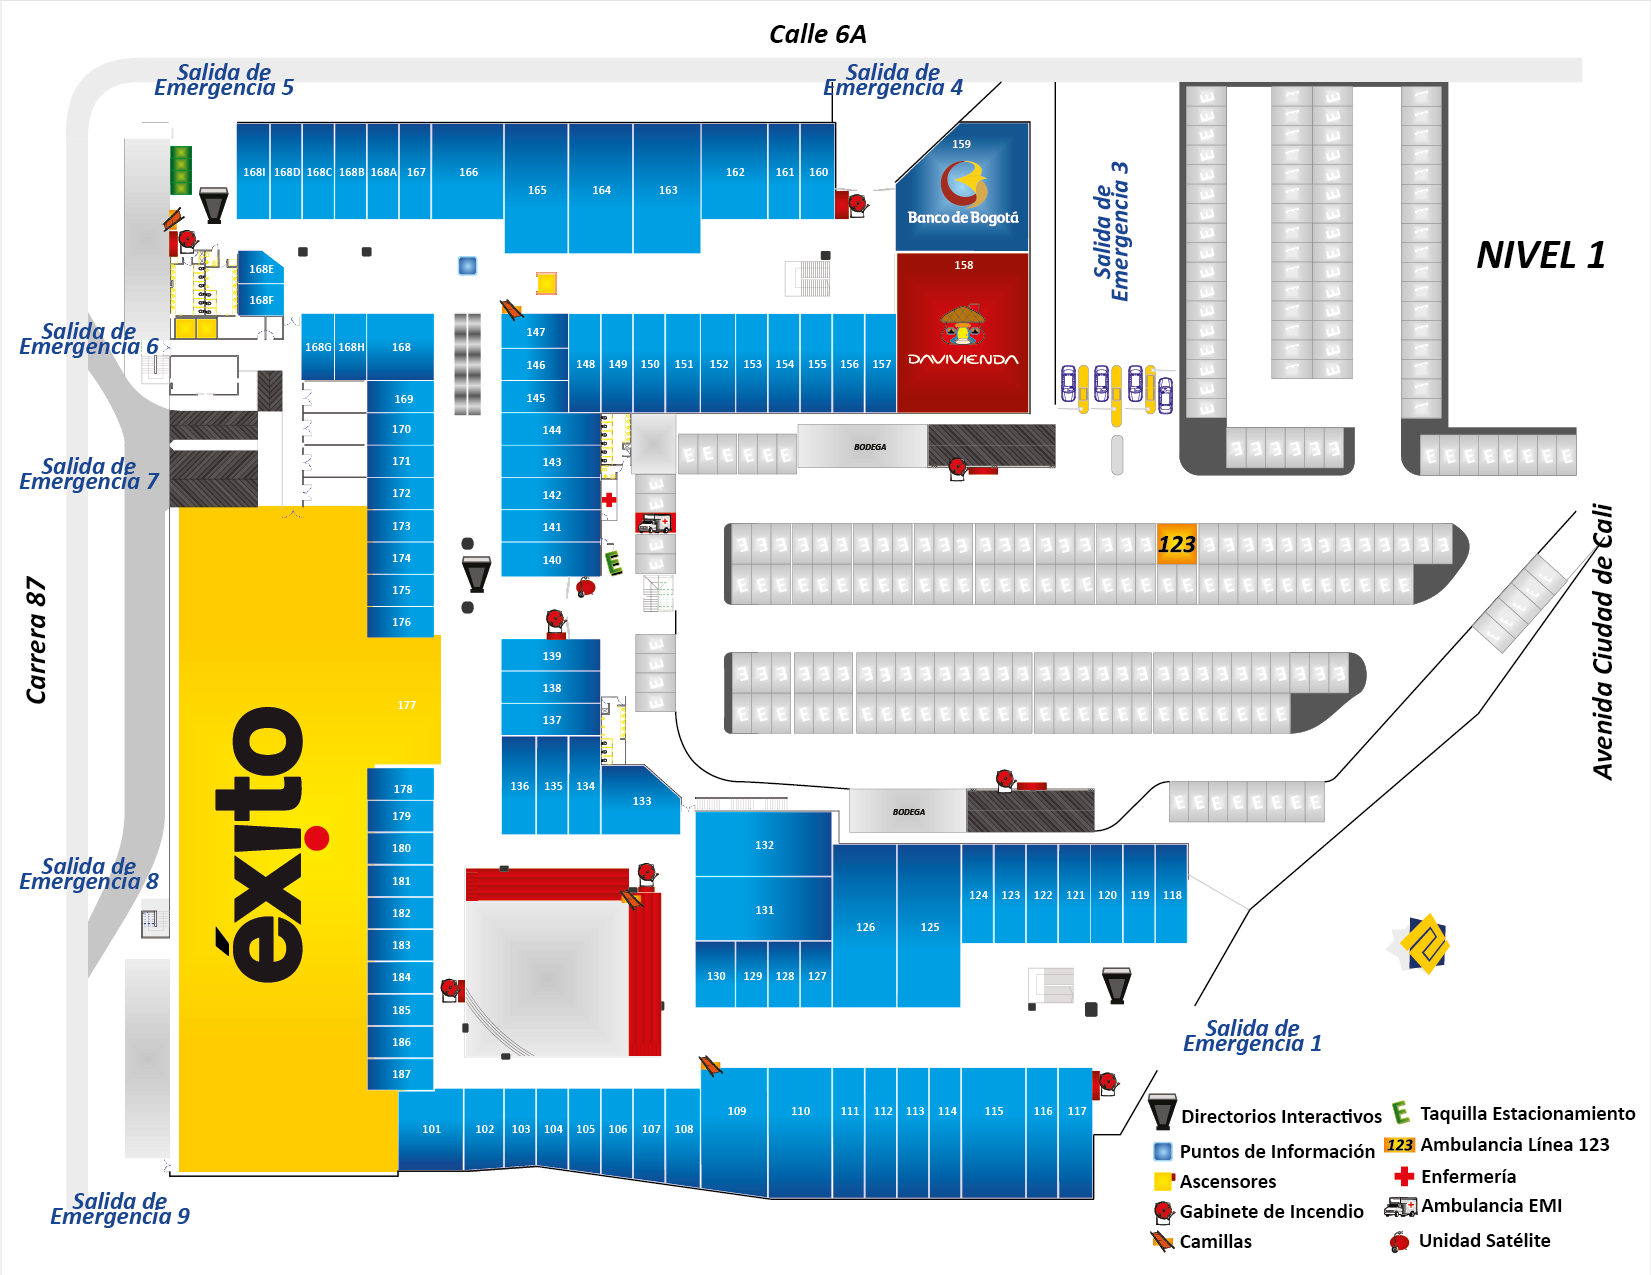 Calle 6A
Salida de
Emergencia 5
Salida de
Emergencia 4
159
Banco de Bogotá
168I 168D 168C 168B 168A 167 166 165 164 163 162 161 160
Salida de
Emergencia 3
NIVEL 1
168E
168F
158
DAVIVIENDA
Salida de
Emergencia 6
168G 168H 168
147
146
145
148 149 150 151 152 153 154 155 156 157
169
170
171
172
173
174
175
176
144
143
142
141
140
BODEGA
Salida de
Emergencia 7
E E E E E E
E E E E E E
E E E E E E E E
E
123
Carrera 87
Avenida Ciudad de Cali
139
138
137
136 135 134 133
177
éxito
178
179
180
181
182
183
184
185
186
187
BODEGA
E E E E E E E E
132
131
130 129 128 127
126 125
124 123 122 121 120 119 118
Salida de
Emergencia 8
Salida de
Emergencia 1
101 102 103 104 105 106 107 108 109 110 111 112 113 114 115 116 117
Salida de
Emergencia 9
Directorios Interactivos
Puntos de Información
Ascensores
Gabinete de Incendio
Camillas
E Taquilla Estacionamiento
123 Ambulancia Línea 123
Enfermería
Ambulancia EMI
Unidad Satélite